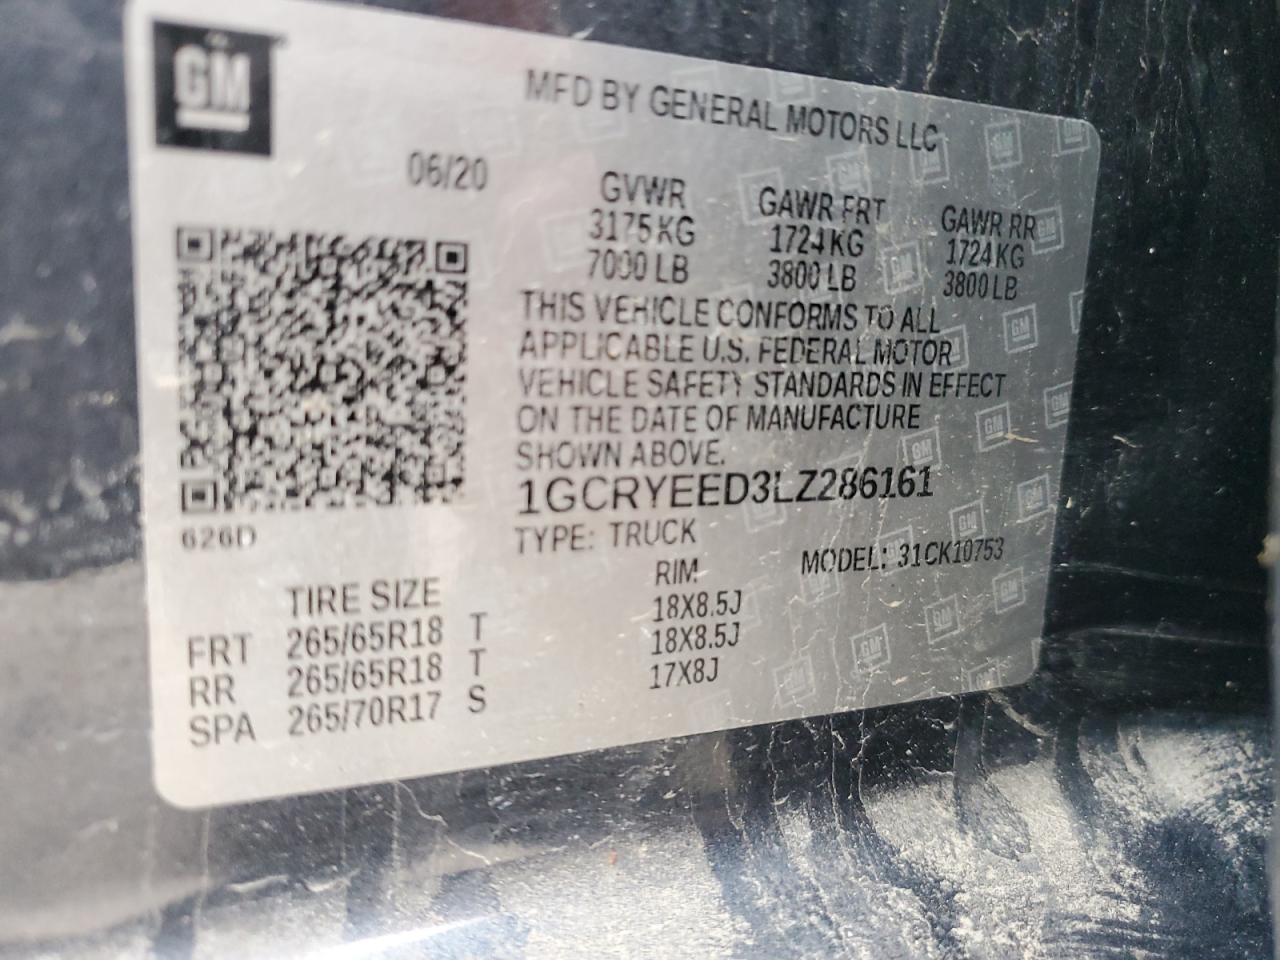 GM
MFD BY GENERAL MOTORS LLC
06/20
GVWR GAWR FRT GAWR RR
3175 KG 1724 KG 1724 KG
7000 LB 3800 LB 3800 LB
THIS VEHICLE CONFORMS TO ALL
APPLICABLE U.S. FEDERAL MOTOR
VEHICLE SAFETY STANDARDS IN EFFECT
ON THE DATE OF MANUFACTURE
SHOWN ABOVE.
1GCRYEED3LZ286161
626D
TYPE: TRUCK
MODEL: 31CK10753
TIRE SIZE RIM
FRT 265/65R18 T 18X8.5J
RR 265/65R18 T 18X8.5J
SPA 265/70R17 S 17X8J